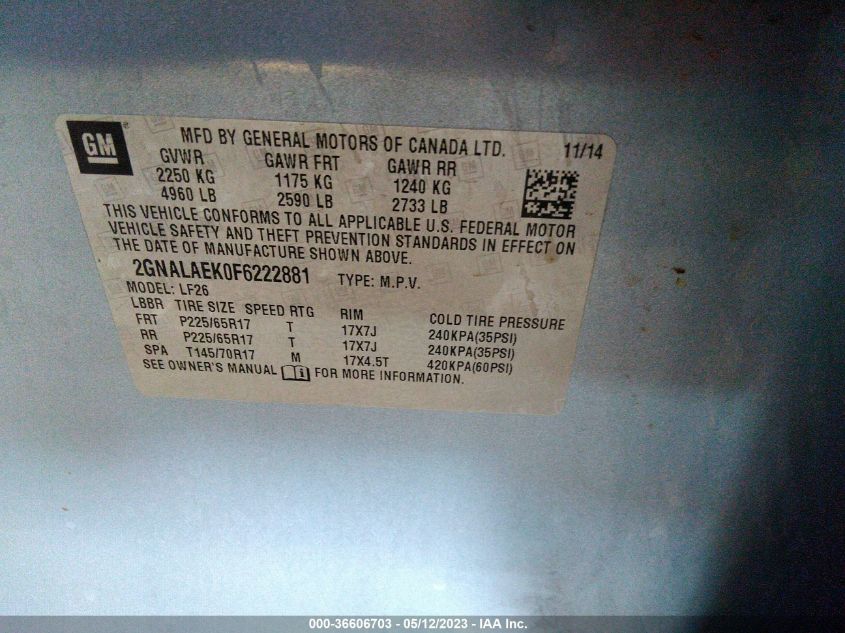 GM
MFD BY GENERAL MOTORS OF CANADA LTD. 11/14
GVWR GAWR FRT GAWR RR
2250 KG 1175 KG 1240 KG
4960 LB 2590 LB 2733 LB
THIS VEHICLE CONFORMS TO ALL APPLICABLE U.S. FEDERAL MOTOR
VEHICLE SAFETY AND THEFT PREVENTION STANDARDS IN EFFECT ON
THE DATE OF MANUFACTURE SHOWN ABOVE.
2GNALAEK0F6222881 TYPE: M.P.V.
MODEL: LF26
LBBR TIRE SIZE SPEED RTG RIM COLD TIRE PRESSURE
FRT P225/65R17 T 17X7J 240KPA(35PSI)
RR P225/65R17 T 17X7J 240KPA(35PSI)
SPA T145/70R17 M 17X4.5T 420KPA(60PSI)
SEE OWNER'S MANUAL FOR MORE INFORMATION.
000-36606703 - 05/12/2023 - IAA Inc.